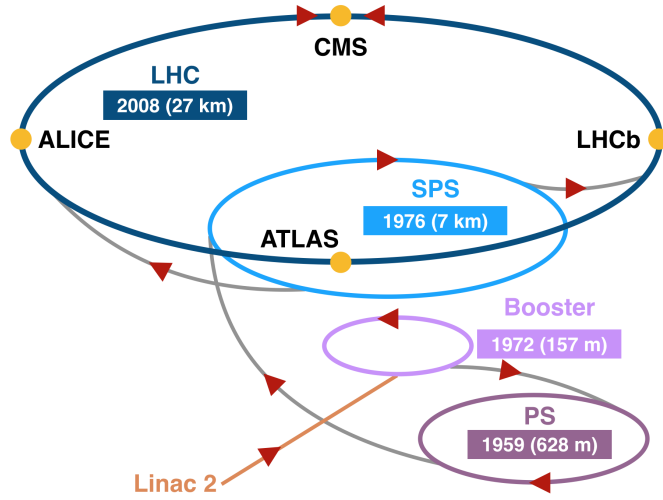 CMS
LHC
2008 (27 km)
ALICE
LHCb
SPS
1976 (7 km)
ATLAS
Booster
1972 (157 m)
PS
1959 (628 m)
Linac 2